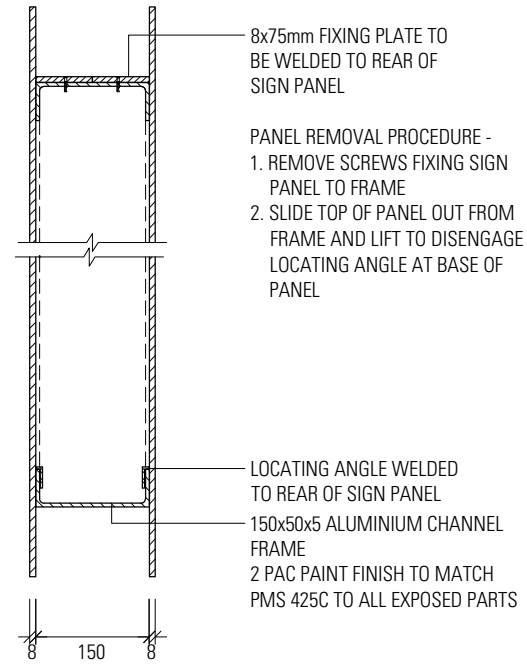 8x75mm FIXING PLATE TO
BE WELDED TO REAR OF
SIGN PANEL
PANEL REMOVAL PROCEDURE -
1. REMOVE SCREWS FIXING SIGN
PANEL TO FRAME
2. SLIDE TOP OF PANEL OUT FROM
FRAME AND LIFT TO DISENGAGE
LOCATING ANGLE AT BASE OF
PANEL
LOCATING ANGLE WELDED
TO REAR OF SIGN PANEL
150x50x5 ALUMINIUM CHANNEL
FRAME
2 PAC PAINT FINISH TO MATCH
PMS 425C TO ALL EXPOSED PARTS
8 150 8